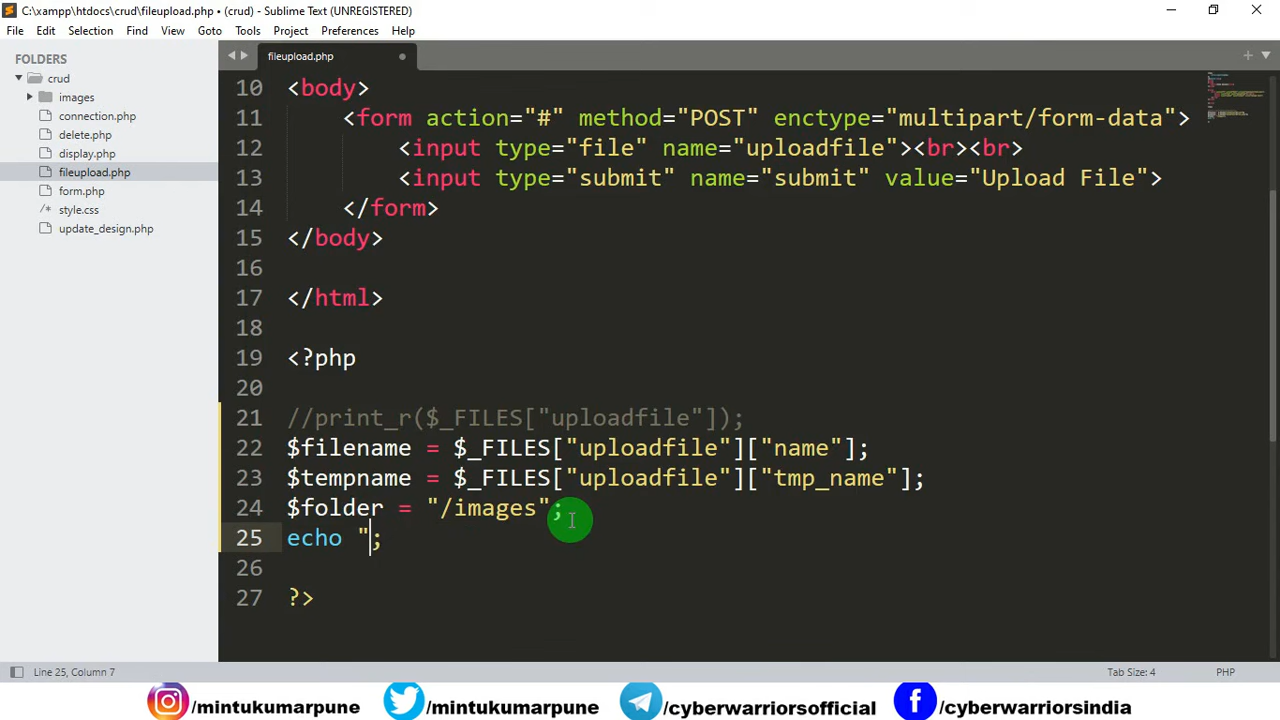 C:\xampp\htdocs\crud\fileupload.php • (crud) - Sublime Text (UNREGISTERED)
File Edit Selection Find View Goto Tools Project Preferences Help
FOLDERS
crud
images
connection.php
delete.php
display.php
fileupload.php
form.php
/* style.css
update_design.php
fileupload.php
10 <body>
11 <form action="#" method="POST" enctype="multipart/form-data">
12 <input type="file" name="uploadfile"><br><br>
13 <input type="submit" name="submit" value="Upload File">
14 </form>
15 </body>
16
17 </html>
18
19 <?php
20
21 //print_r($_FILES["uploadfile"]);
22 $filename = $_FILES["uploadfile"]["name"];
23 $tempname = $_FILES["uploadfile"]["tmp_name"];
24 $folder = "/images";
25 echo ";
26
27 ?>
Line 25, Column 7 Tab Size: 4 PHP
/mintukumarpune /mintukumarpune /cyberwarriorsofficial /cyberwarriorsindia